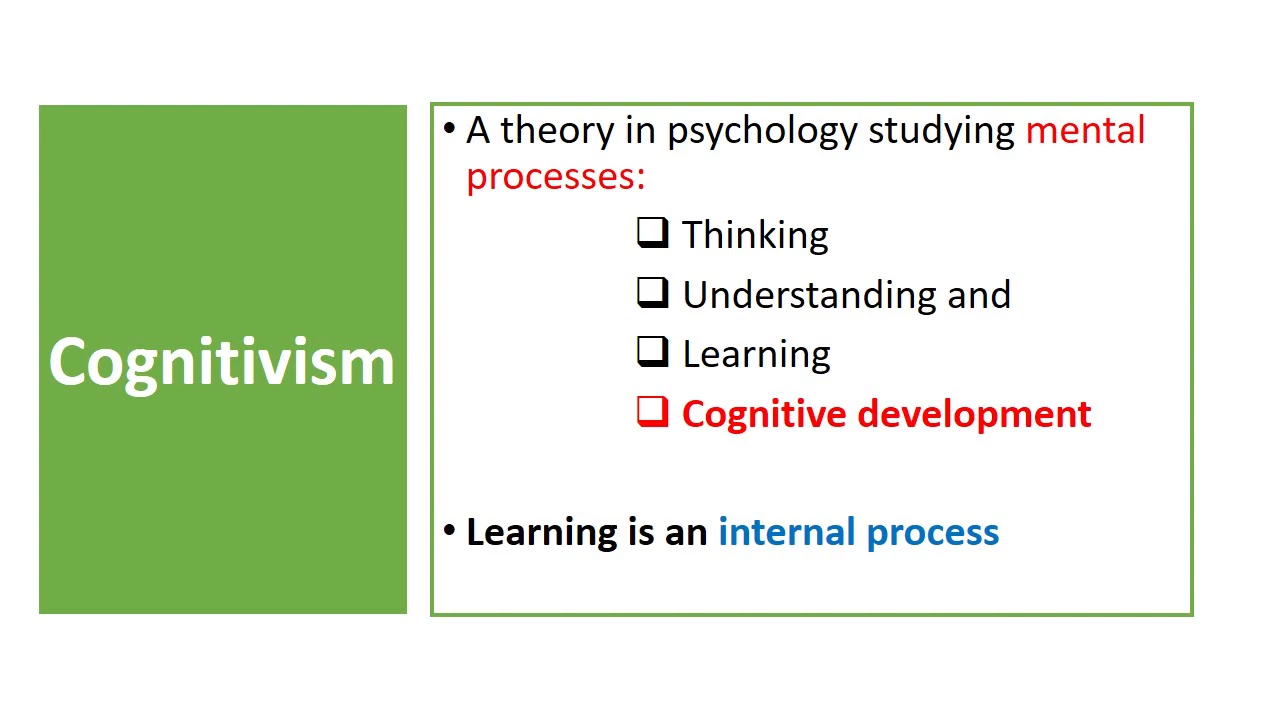 Cognitivism
• A theory in psychology studying mental
processes:
❑ Thinking
❑ Understanding and
❑ Learning
❑ Cognitive development
• Learning is an internal process